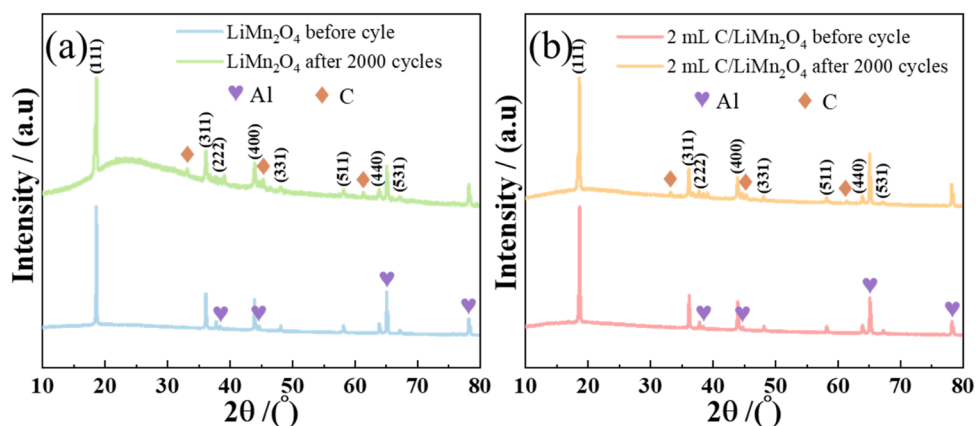 (a)
LiMn₂O₄ before cyle
LiMn₂O₄ after 2000 cycles
Al
C
(111)
(311)
(222)
(400)
(331)
(511)
(440)
(531)
Intensity / (a.u)
10 20 30 40 50 60 70 80
2θ /(°)
(b)
2 mL C/LiMn₂O₄ before cycle
2 mL C/LiMn₂O₄ after 2000 cycles
Al
C
(111)
(311)
(222)
(400)
(331)
(511)
(440)
(531)
Intensity / (a.u)
10 20 30 40 50 60 70 80
2θ /(°)